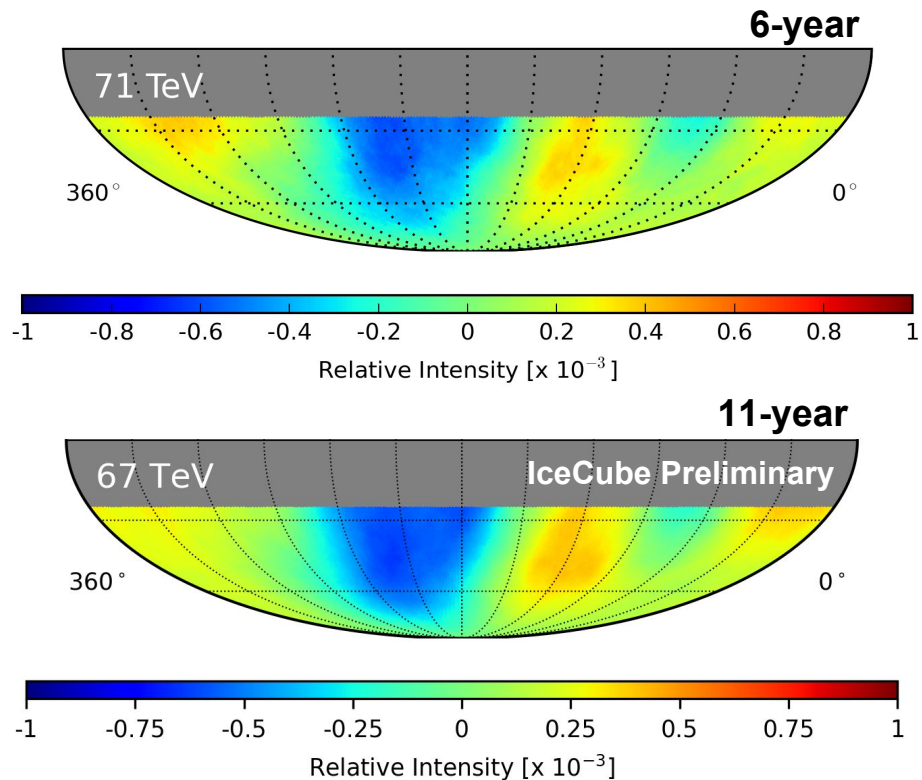 6-year
71 TeV
360° 0°
-1 -0.8 -0.6 -0.4 -0.2 0 0.2 0.4 0.6 0.8 1
Relative Intensity [x 10⁻³]
11-year
67 TeV IceCube Preliminary
360° 0°
-1 -0.75 -0.5 -0.25 0 0.25 0.5 0.75 1
Relative Intensity [x 10⁻³]